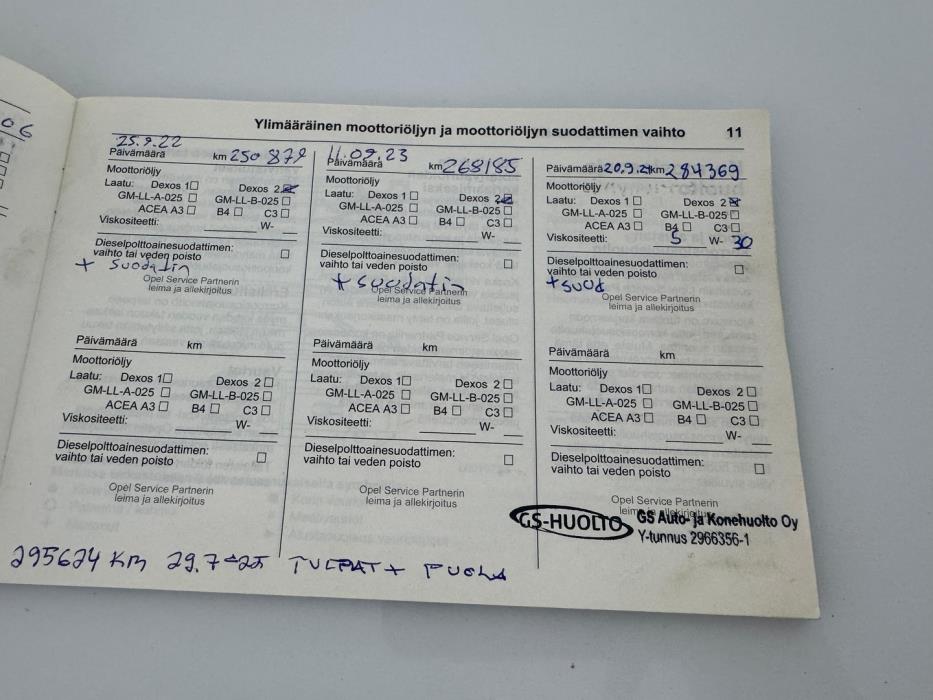 06
Ylimääräinen moottoriöljyn ja moottoriöljyn suodattimen vaihto 11
25.9.22
Päivämäärä km 250 879
Moottoriöljy
Laatu: Dexos 1 ☐ Dexos 2 ☒
GM-LL-A-025 ☐ GM-LL-B-025 ☐
ACEA A3 ☐ B4 ☐ C3 ☐
Viskositeetti: W-
Dieselpolttoainesuodattimen:
vaihto tai veden poisto ☐
+ suodatin
Opel Service Partnerin
leima ja allekirjoitus
11.09.23
Päivämäärä km 268185
Moottoriöljy
Laatu: Dexos 1 ☐ Dexos 2 ☒
GM-LL-A-025 ☐ GM-LL-B-025 ☐
ACEA A3 ☐ B4 ☐ C3 ☐
Viskositeetti: W-
Dieselpolttoainesuodattimen:
vaihto tai veden poisto ☐
+ suodatin
Opel Service Partnerin
leima ja allekirjoitus
Päivämäärä 20.9.24 km 284369
Moottoriöljy
Laatu: Dexos 1 ☐ Dexos 2 ☒
GM-LL-A-025 ☐ GM-LL-B-025 ☐
ACEA A3 ☐ B4 ☐ C3 ☐
Viskositeetti: 5 W- 30
Dieselpolttoainesuodattimen:
vaihto tai veden poisto ☐
+suod
Opel Service Partnerin
leima ja allekirjoitus
Päivämäärä km
Moottoriöljy
Laatu: Dexos 1 ☐ Dexos 2 ☐
GM-LL-A-025 ☐ GM-LL-B-025 ☐
ACEA A3 ☐ B4 ☐ C3 ☐
Viskositeetti: W-
Dieselpolttoainesuodattimen:
vaihto tai veden poisto ☐
Opel Service Partnerin
leima ja allekirjoitus
Päivämäärä km
Moottoriöljy
Laatu: Dexos 1 ☐ Dexos 2 ☐
GM-LL-A-025 ☐ GM-LL-B-025 ☐
ACEA A3 ☐ B4 ☐ C3 ☐
Viskositeetti: W-
Dieselpolttoainesuodattimen:
vaihto tai veden poisto ☐
Opel Service Partnerin
leima ja allekirjoitus
Päivämäärä km
Moottoriöljy
Laatu: Dexos 1 ☐ Dexos 2 ☐
GM-LL-A-025 ☐ GM-LL-B-025 ☐
ACEA A3 ☐ B4 ☐ C3 ☐
Viskositeetti: W-
Dieselpolttoainesuodattimen:
vaihto tai veden poisto ☐
Opel Service Partnerin
leima ja allekirjoitus
GS-HUOLTO GS Auto- ja Konehuolto Oy
Y-tunnus 2966356-1
295624 KM 29.7-25 TULPAT + PUOLA